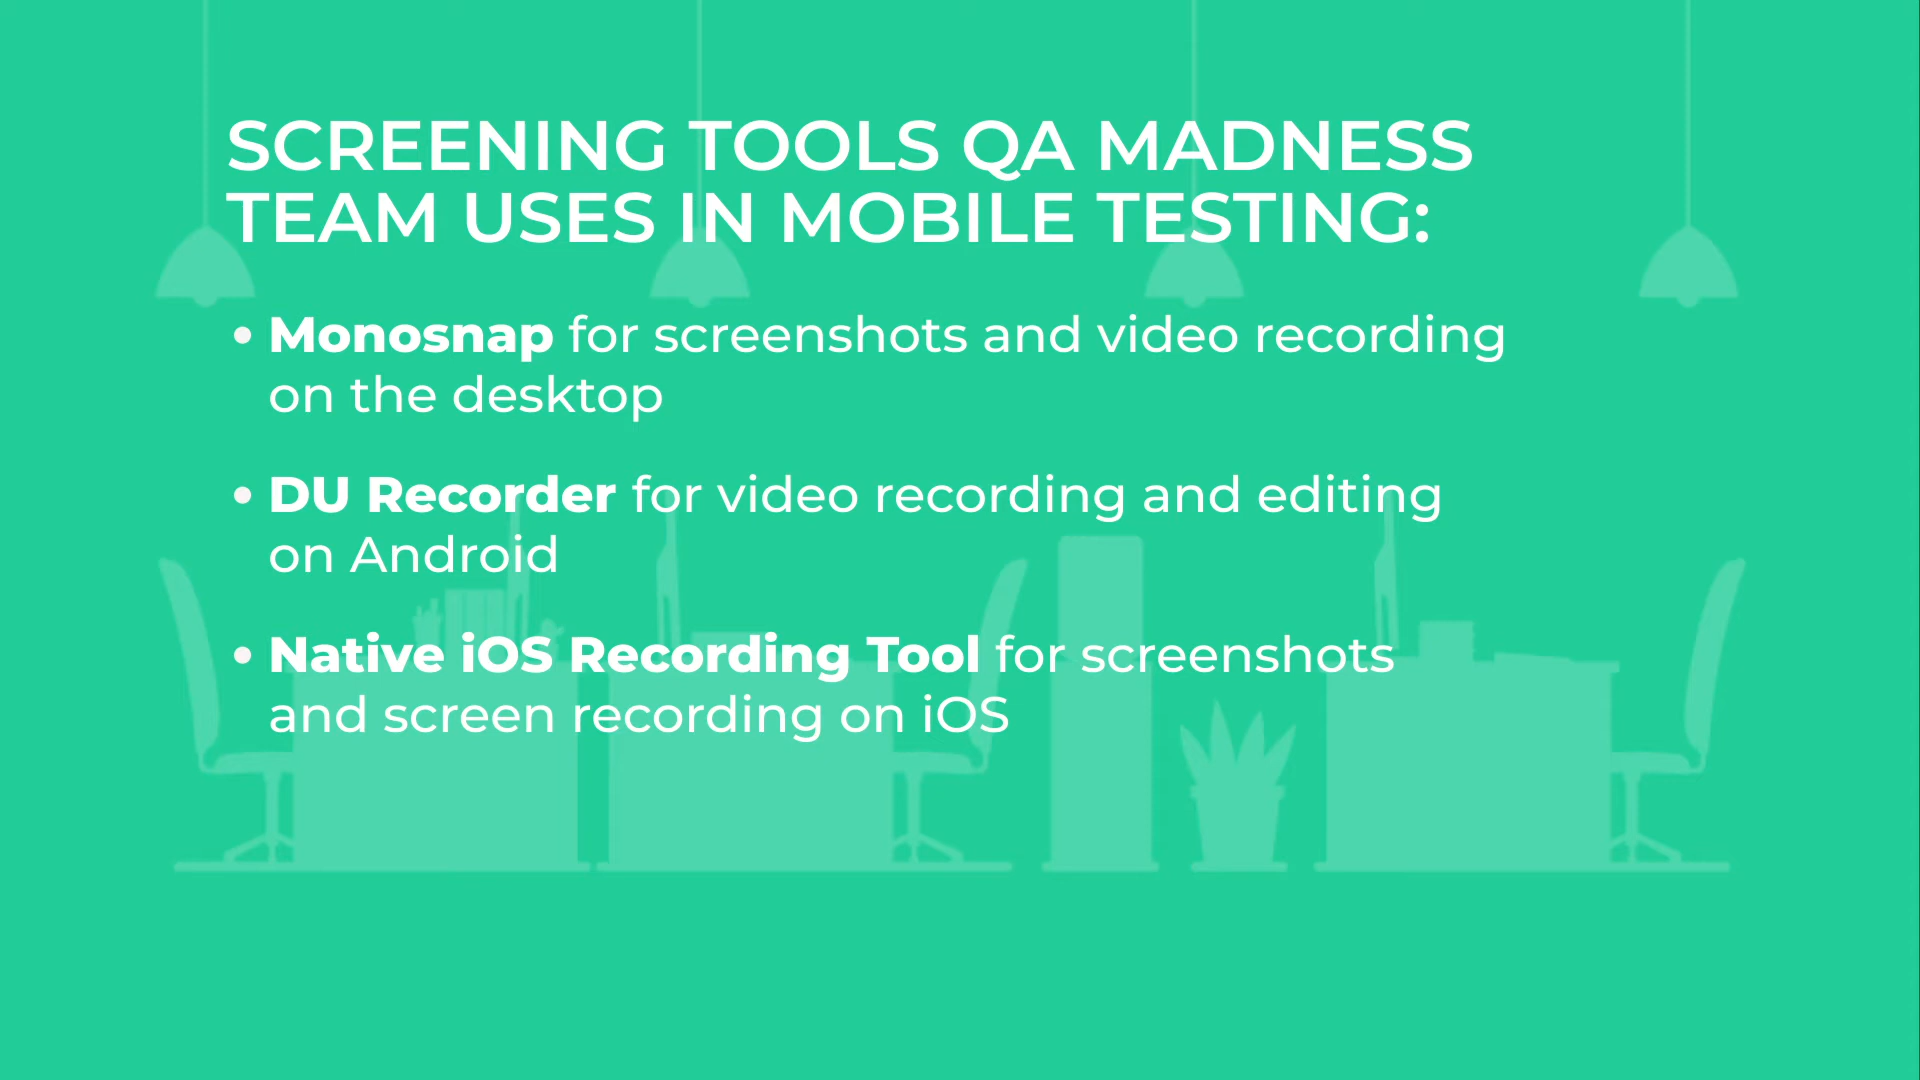 SCREENING TOOLS QA MADNESS
TEAM USES IN MOBILE TESTING:
• Monosnap for screenshots and video recording
on the desktop
• DU Recorder for video recording and editing
on Android
• Native iOS Recording Tool for screenshots
and screen recording on iOS